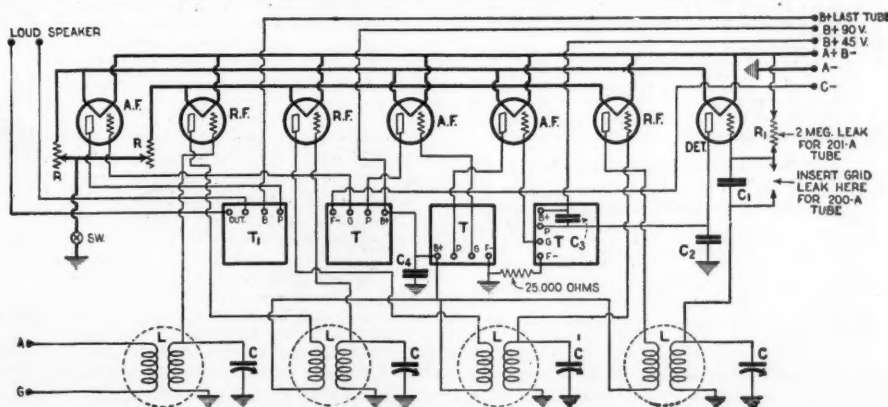 LOUD SPEAKER
B+ LAST TUBE
B+ 90 V.
B+ 45 V.
A+ B-
A-
C-
A.F.
R.F.
R.F.
A.F.
A.F.
R.F.
DET.
R
R
R1
2 MEG. LEAK
FOR 201-A
TUBE
INSERT GRID
LEAK HERE
FOR 200-A
TUBE
SW.
OUT. B P
T1
F- G P B+
T
C4
T
B+ P G F-
B+
P
G
F-
T C3
25.000 OHMS
C1
C2
A
G
L
C
L
C
L
C
L
C